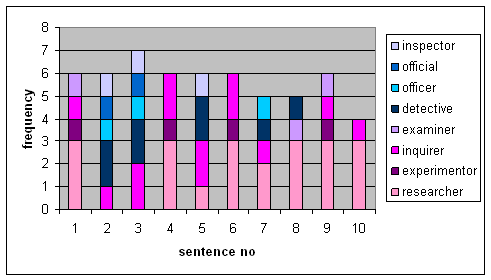 8
7
6
5
4
3
2
1
0
frequency
1 2 3 4 5 6 7 8 9 10
sentence no
inspector
official
officer
detective
examiner
inquirer
experimentor
researcher